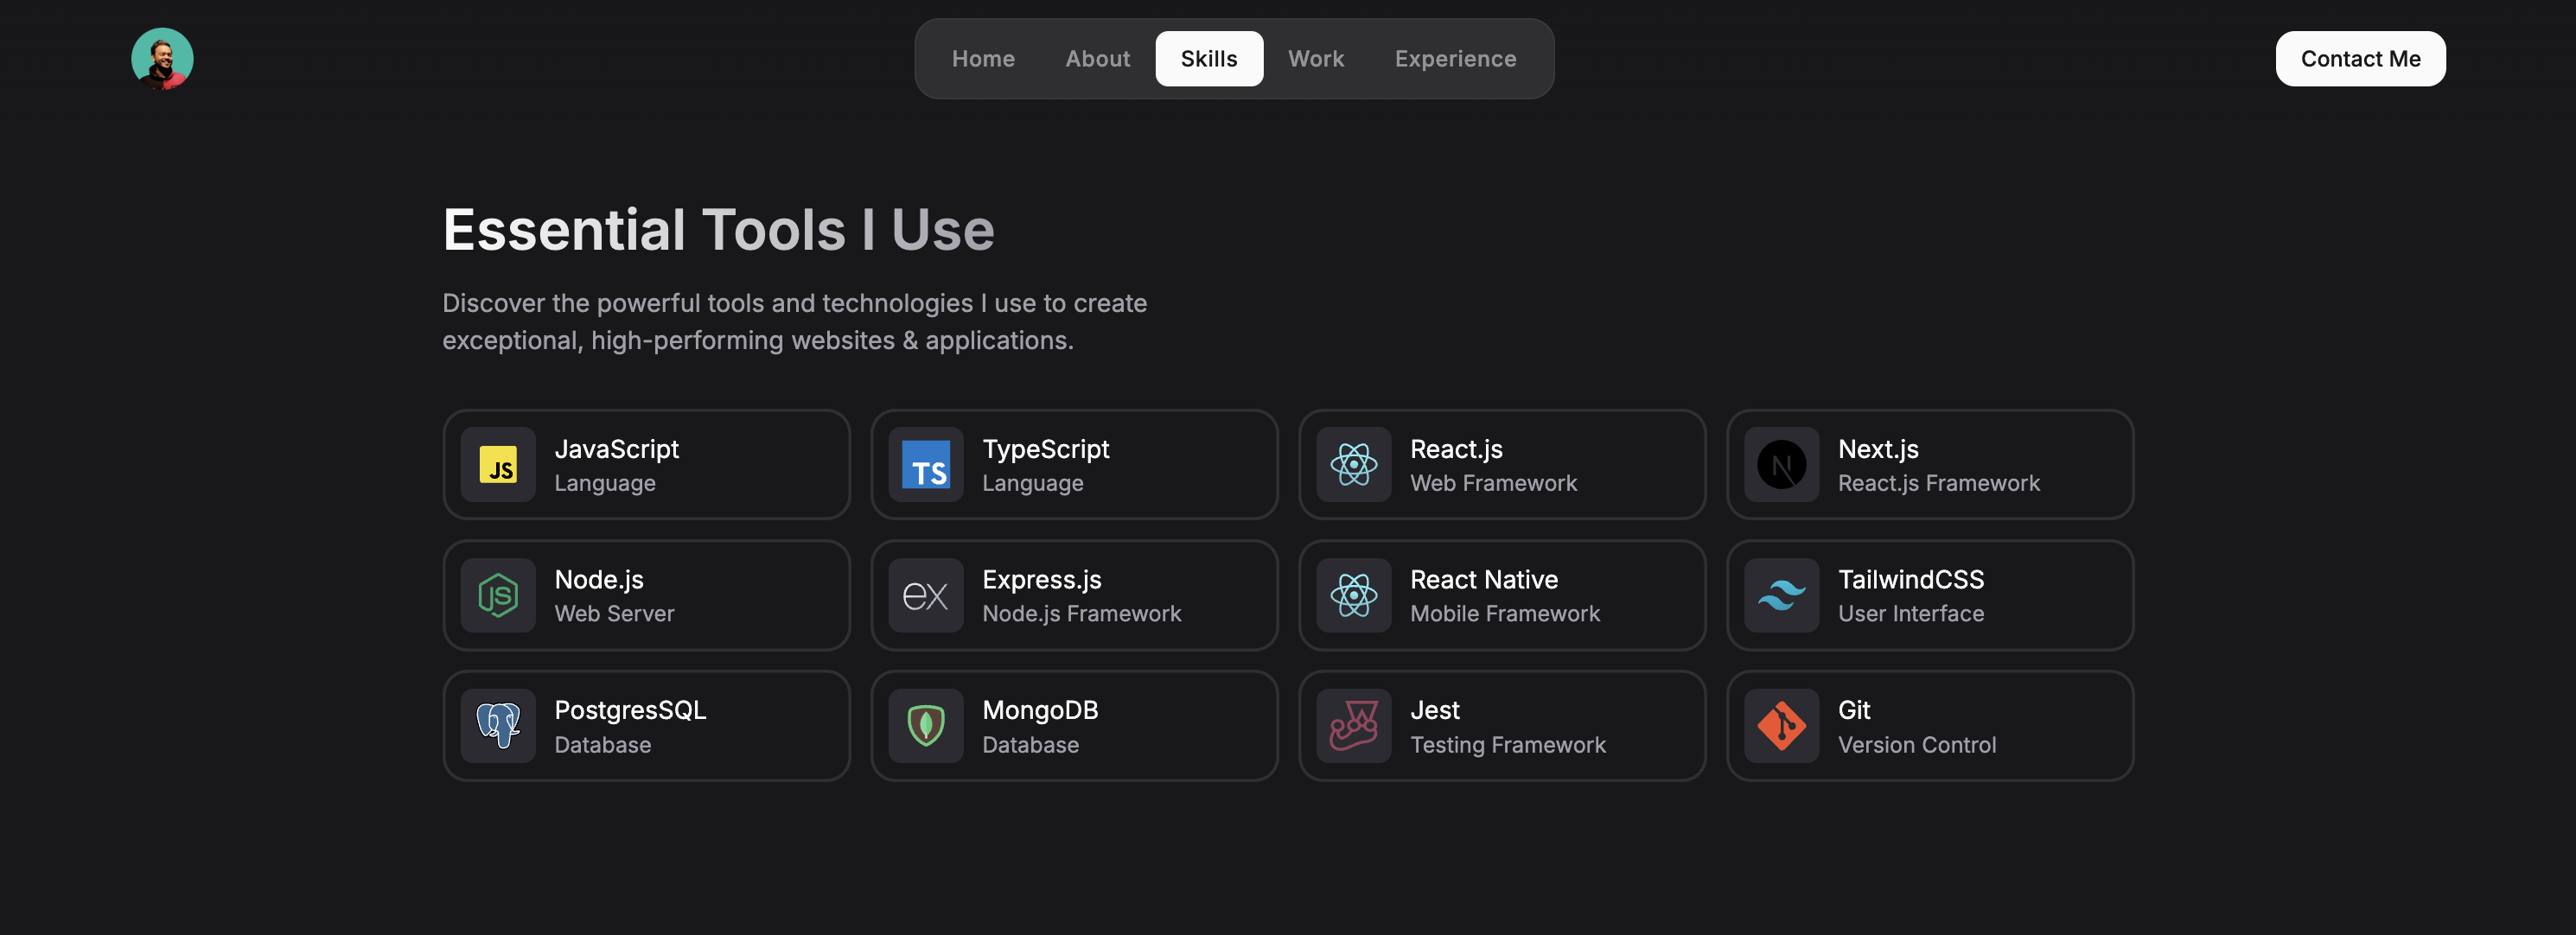 Home About Skills Work Experience
Contact Me
Essential Tools I Use
Discover the powerful tools and technologies I use to create
exceptional, high-performing websites & applications.
JS
JavaScript
Language
TS
TypeScript
Language
React.js
Web Framework
N
Next.js
React.js Framework
JS
Node.js
Web Server
ex
Express.js
Node.js Framework
React Native
Mobile Framework
TailwindCSS
User Interface
PostgresSQL
Database
MongoDB
Database
Jest
Testing Framework
Git
Version Control